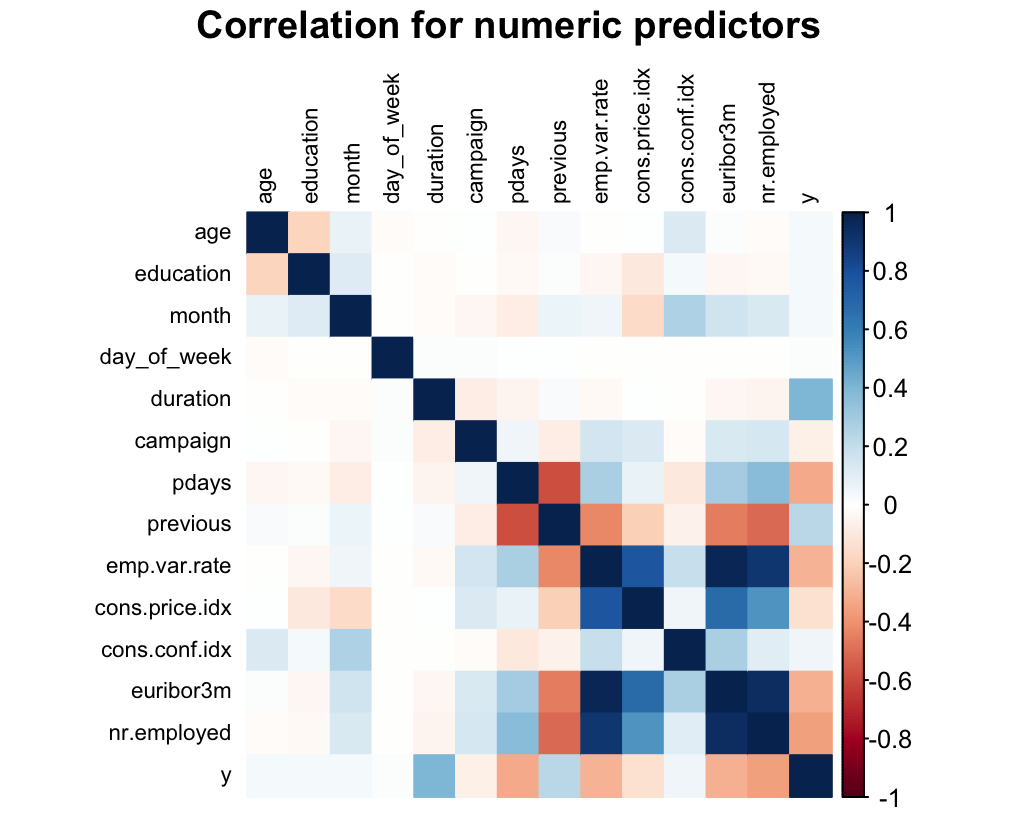 Correlation for numeric predictors
age
education
month
day_of_week
duration
campaign
pdays
previous
emp.var.rate
cons.price.idx
cons.conf.idx
euribor3m
nr.employed
y
age
education
month
day_of_week
duration
campaign
pdays
previous
emp.var.rate
cons.price.idx
cons.conf.idx
euribor3m
nr.employed
y
1
0.8
0.6
0.4
0.2
0
-0.2
-0.4
-0.6
-0.8
-1